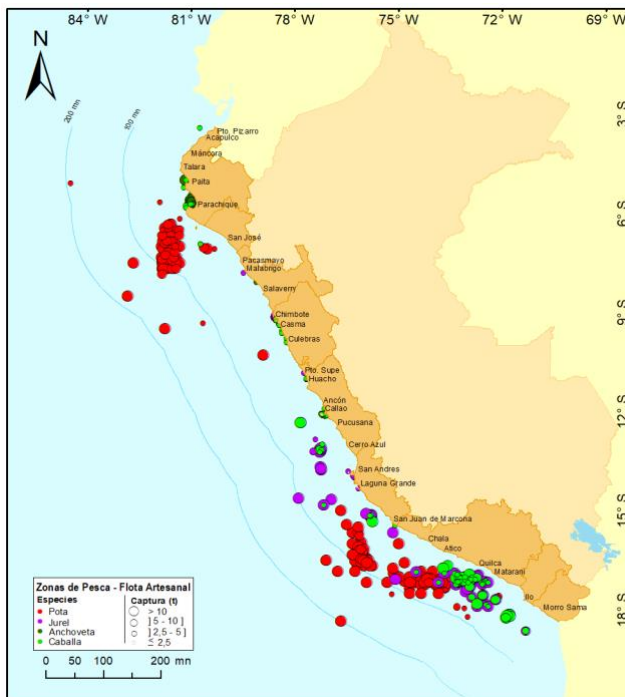 84° W 81° W 78° W 75° W 72° W 69° W
N
200 mn
100 mn
3° S
6° S
9° S
12° S
15° S
18° S
Pto. Pizarro
Acapulco
Máncora
Talara
Paita
Parachique
San José
Pacasmayo
Malabrigo
Salaverry
Chimbote
Casma
Culebras
Pto. Supe
Huacho
Ancón
Callao
Pucusana
Cerro Azul
San Andres
Laguna Grande
San Juan de Marcona
Chala
Atico
Quilca
Matarani
Ilo
Morro Sama
Zonas de Pesca - Flota Artesanal
Especies Captura (t)
Pota > 10
Jurel ] 5 - 10 ]
Anchoveta ] 2,5 - 5 ]
Caballa ≤ 2,5
0 50 100 200 mn